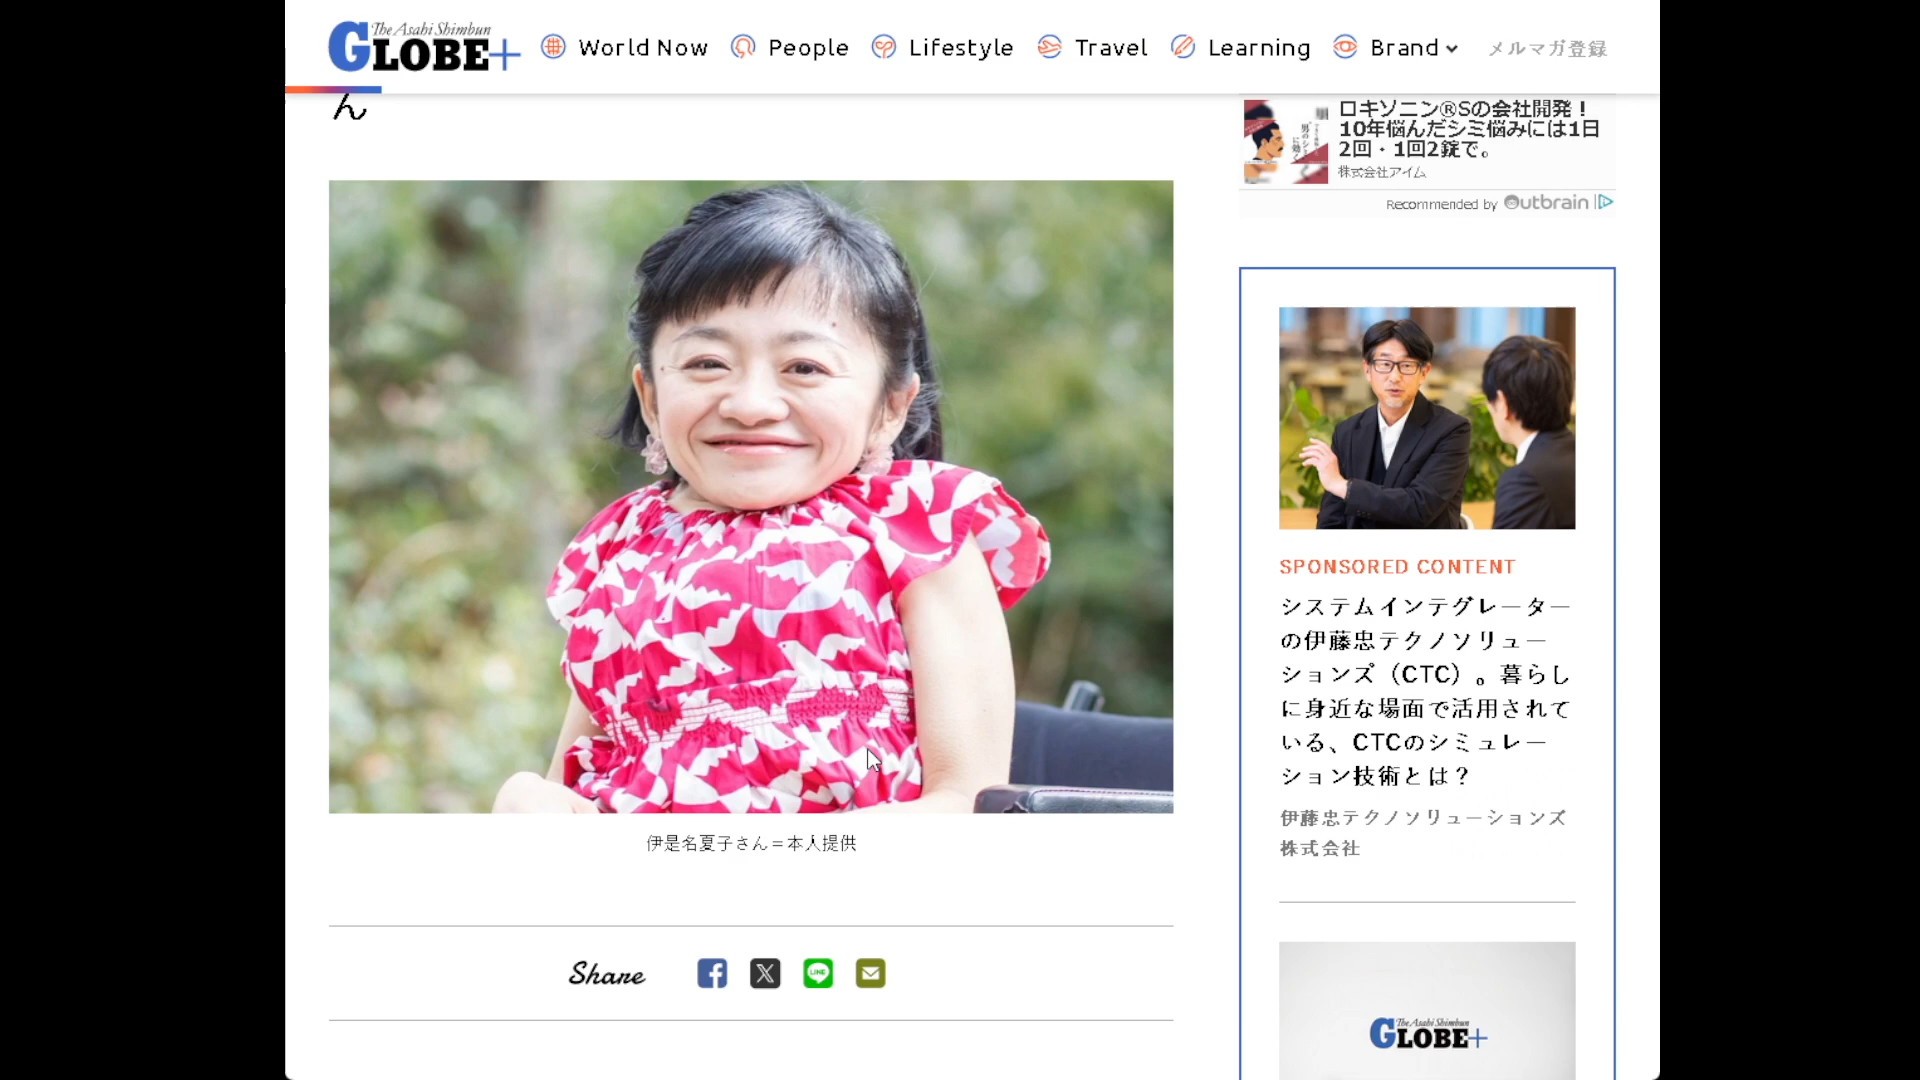 The Asahi Shimbun
GLOBE+
World Now
People
Lifestyle
Travel
Learning
Brand
メルマガ登録
ん
ロキソニン®Sの会社開発！
10年悩んだシミ悩みには1日
2回・1回2錠で。
株式会社アイム
Recommended by Outbrain
SPONSORED CONTENT
システムインテグレーター
の伊藤忠テクノソリュー
ションズ（CTC）。暮らし
に身近な場面で活用されて
いる、CTCのシミュレー
ション技術とは？
伊藤忠テクノソリューションズ
株式会社
伊是名夏子さん＝本人提供
Share
LINE
The Asahi Shimbun
GLOBE+